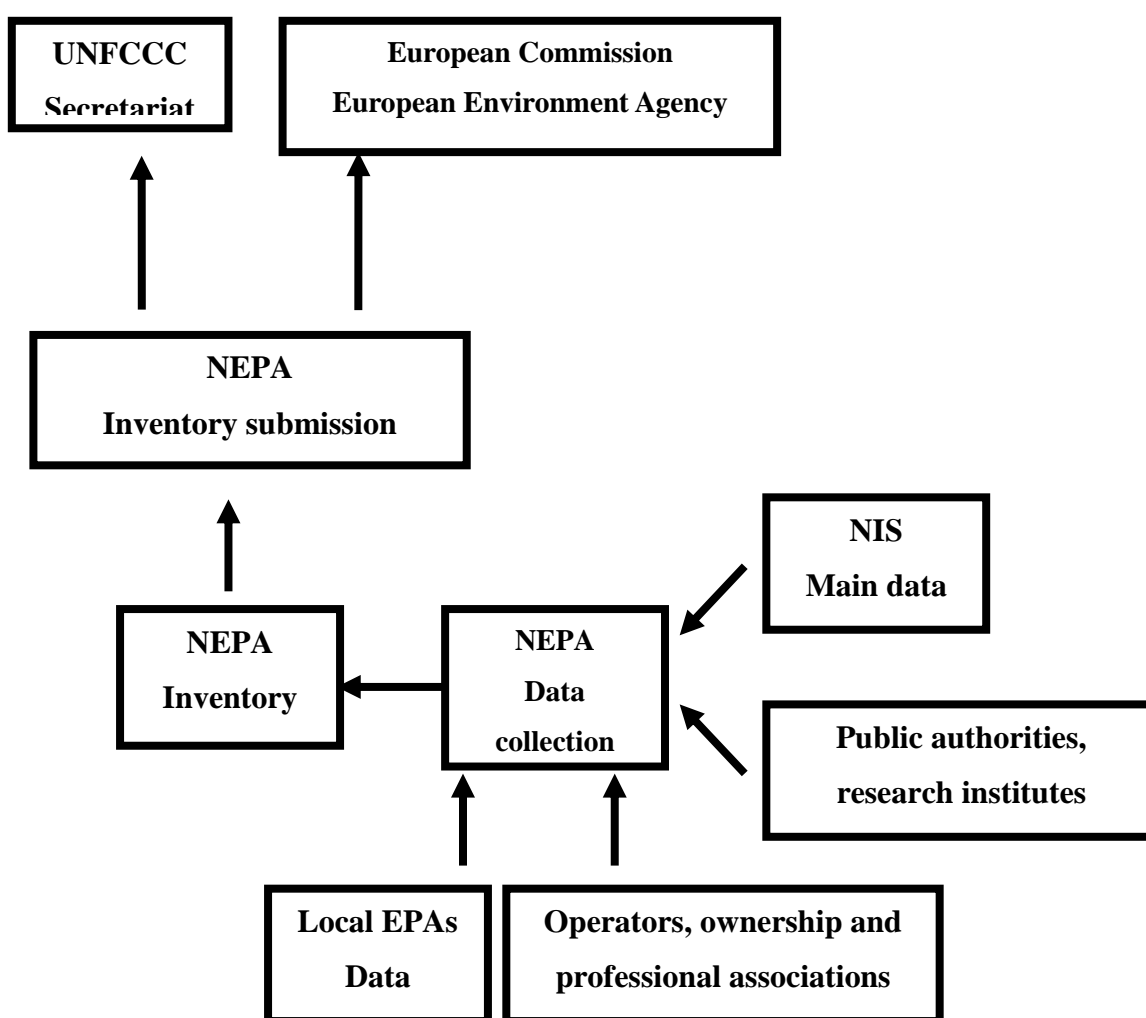 UNFCCC
Secretariat
European Commission
European Environment Agency
NEPA
Inventory submission
NIS
Main data
NEPA
Inventory
NEPA
Data
collection
Public authorities,
research institutes
Local EPAs
Data
Operators, ownership and
professional associations